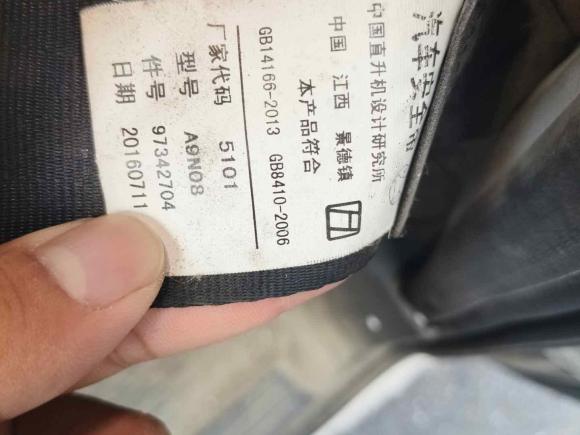 汽车安全带
中国直升机设计研究所
中国 江西 景德镇
本产品符合
GB14166-2013 GB8410-2006
厂家代码 5101
型号 A9N08
件号 97342704
日期 20160711